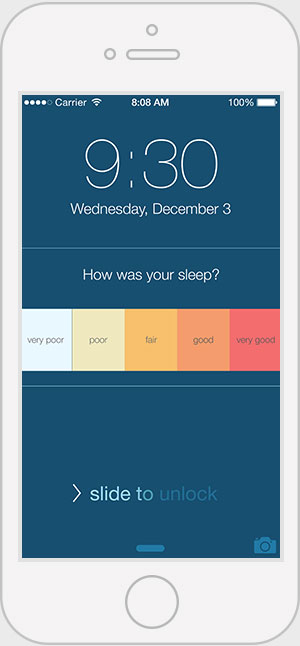 Carrier 8:08 AM 100%
9:30
Wednesday, December 3
How was your sleep?
very poor poor fair good very good
slide to unlock